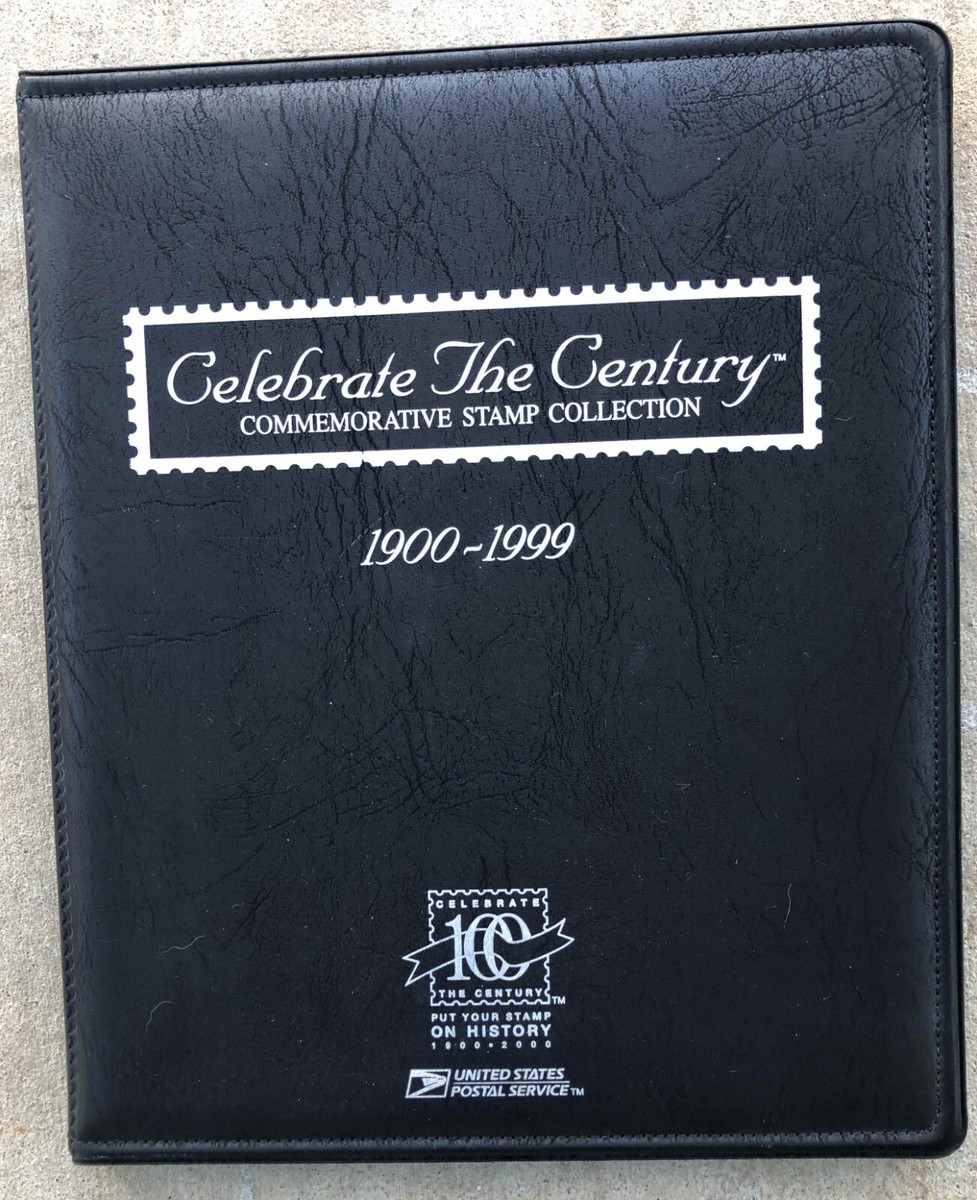 Celebrate The Century™
COMMEMORATIVE STAMP COLLECTION
1900-1999
CELEBRATE
100
THE CENTURY™
PUT YOUR STAMP
ON HISTORY
1900-2000
UNITED STATES
POSTAL SERVICE™